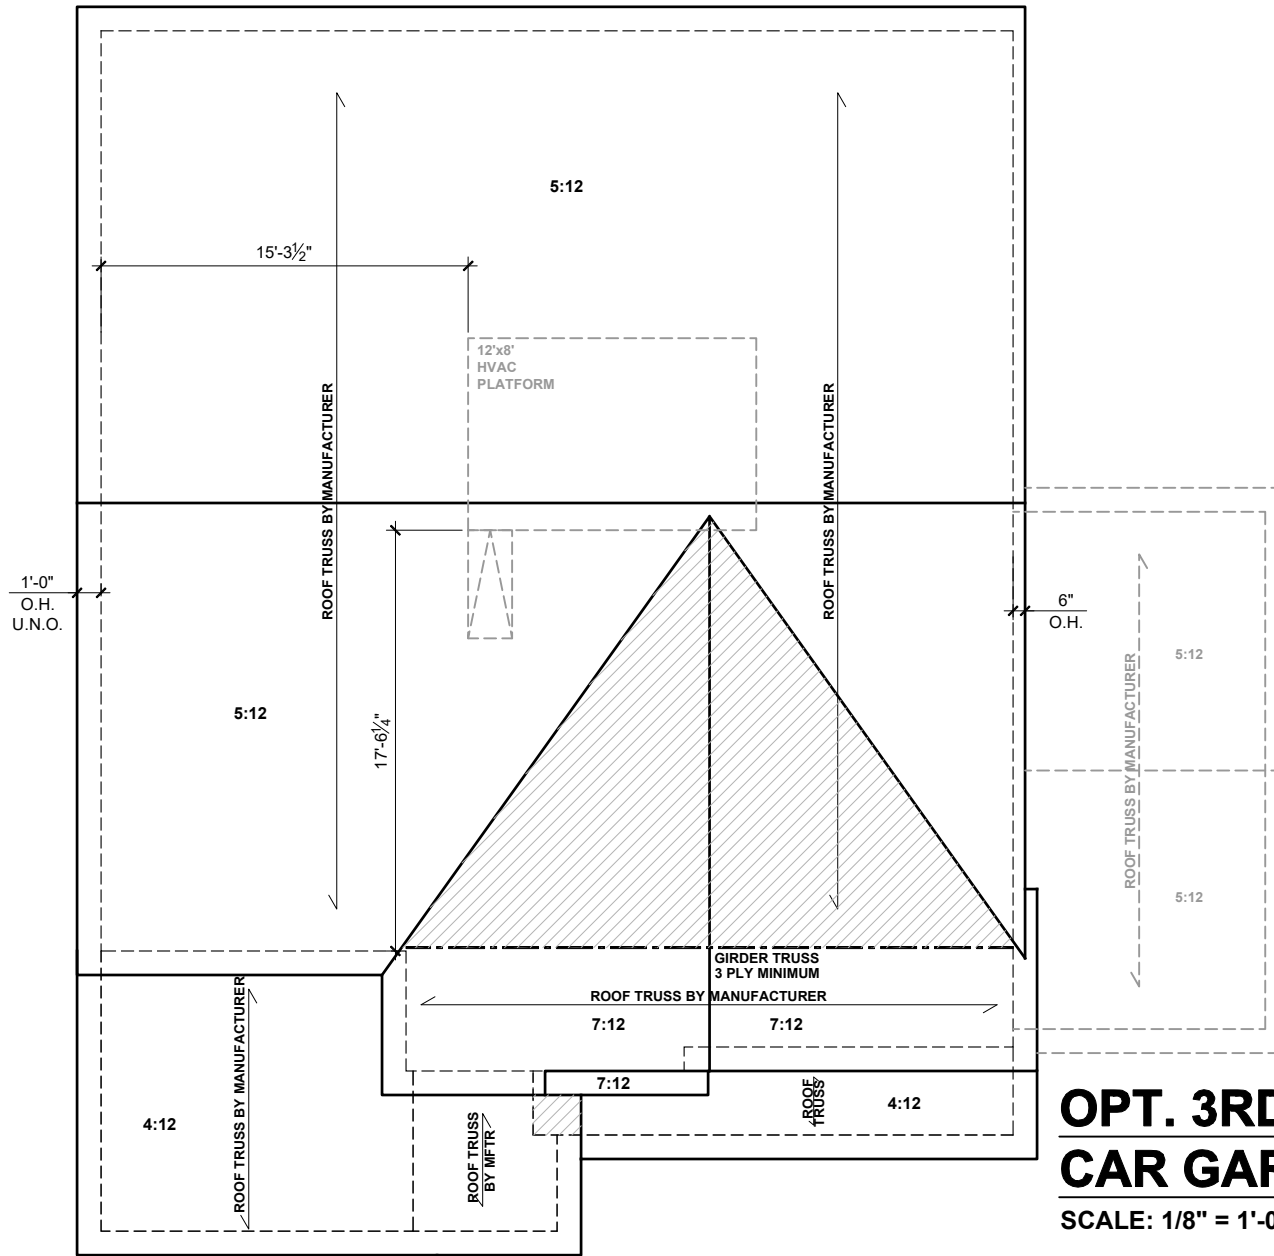 5:12
15'-3½"
12'x8'
HVAC
PLATFORM
ROOF TRUSS BY MANUFACTURER
ROOF TRUSS BY MANUFACTURER
1'-0"
O.H.
U.N.O.
6"
O.H.
5:12
ROOF TRUSS BY MANUFACTURER
5:12
17'-6¼"
5:12
GIRDER TRUSS
3 PLY MINIMUM
ROOF TRUSS BY MANUFACTURER
7:12
7:12
7:12
ROOF TRUSS BY MANUFACTURER
4:12
ROOF TRUSS
BY MFTR
ROOF
TRUSS
4:12
OPT. 3RD
CAR GAR
SCALE: 1/8" = 1'-0